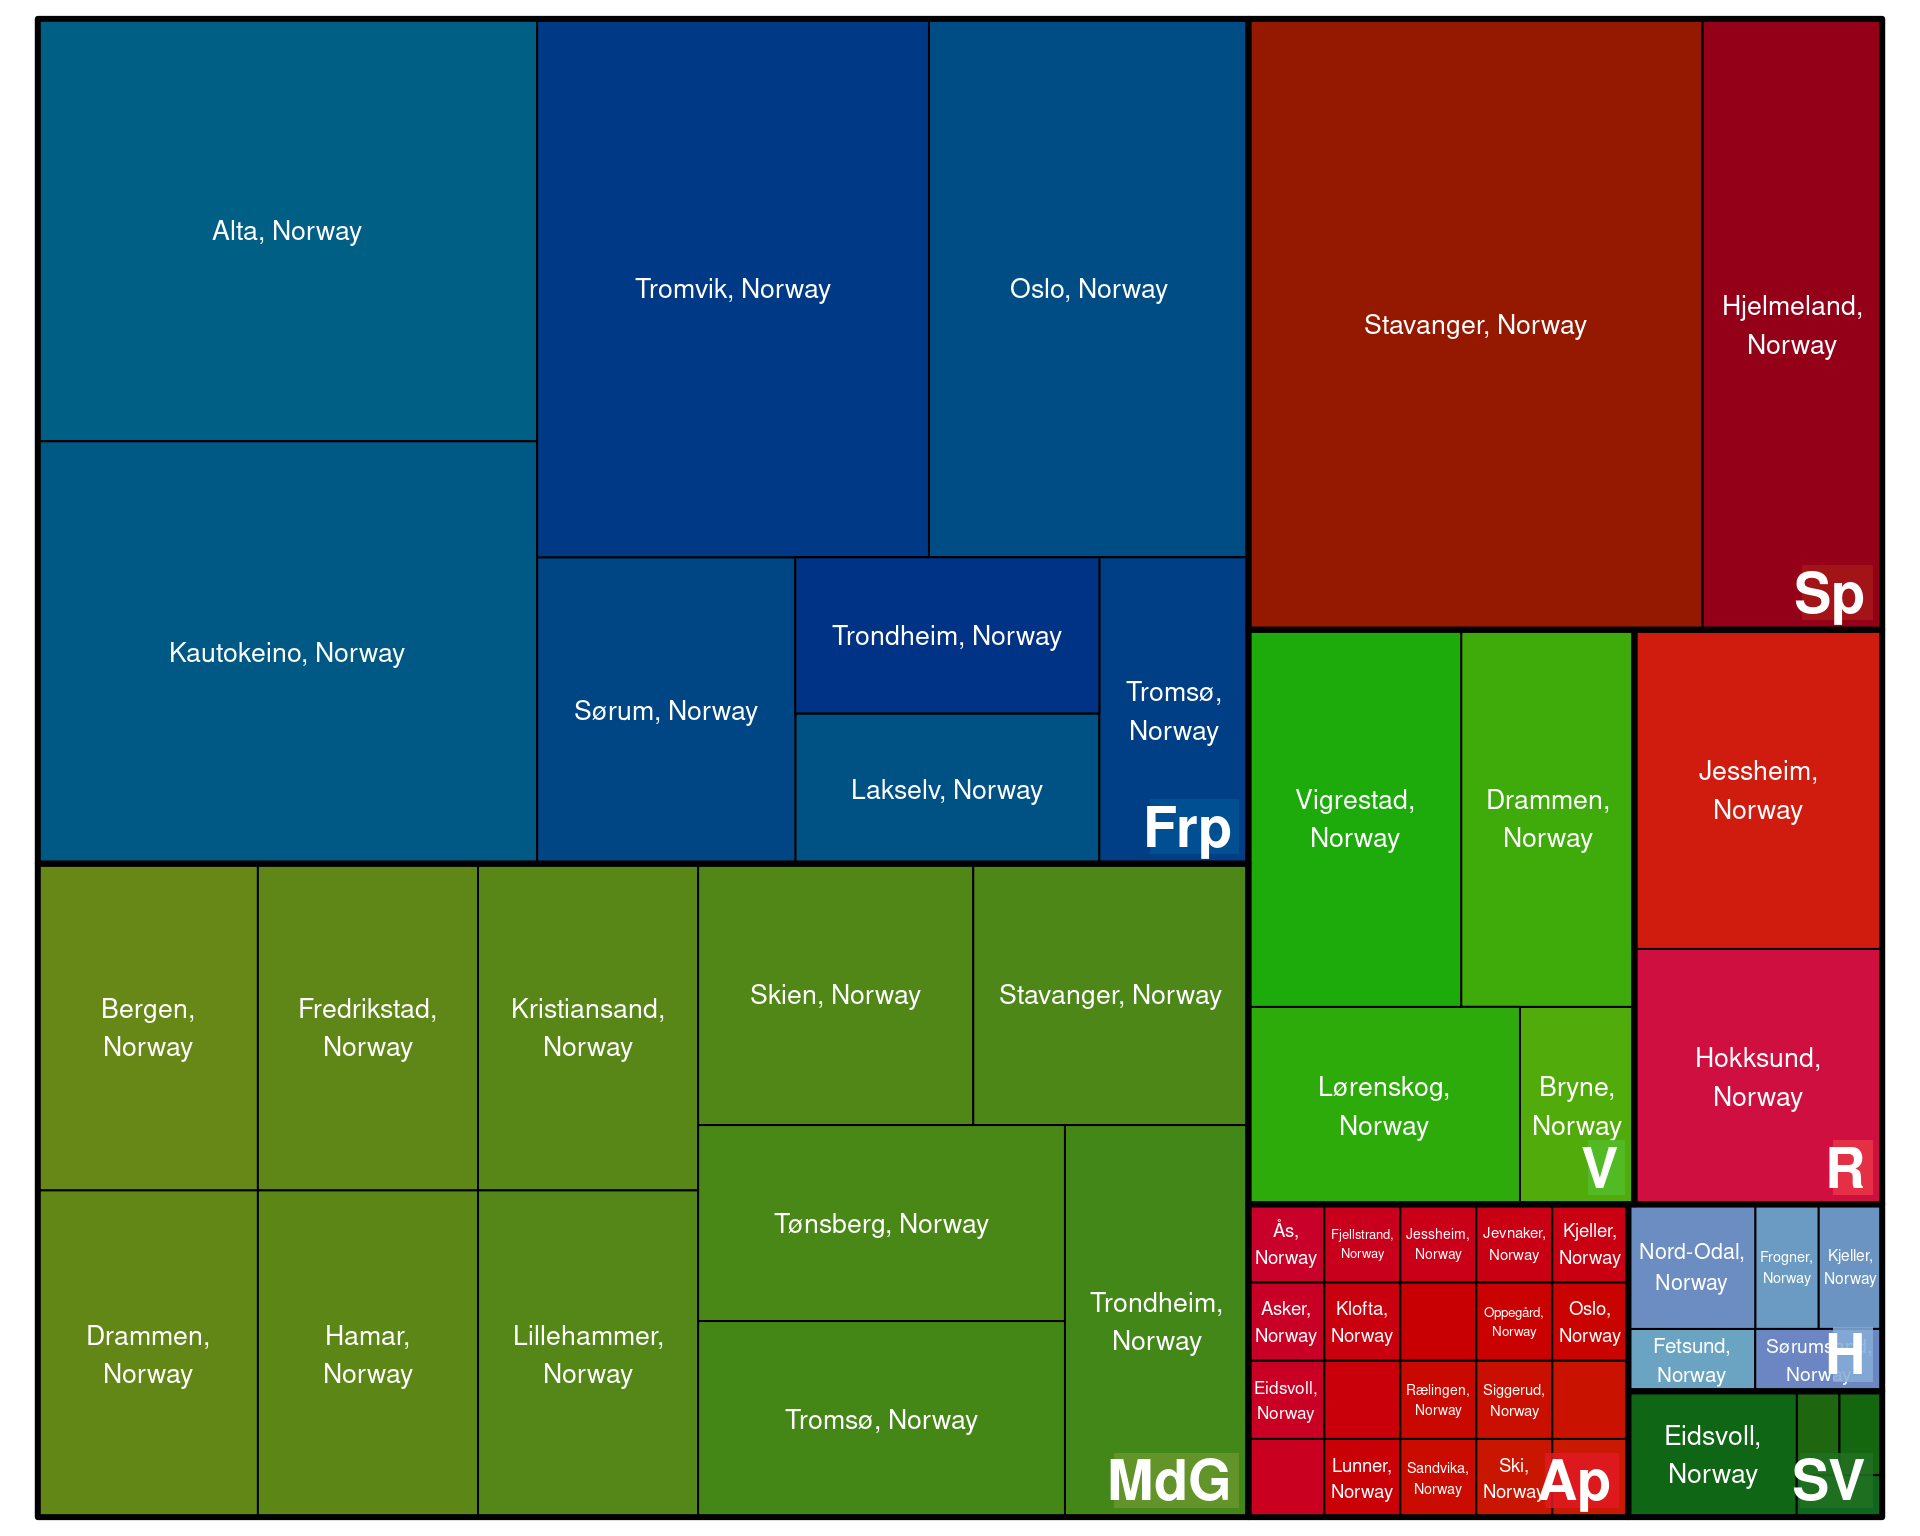 Alta, Norway
Tromvik, Norway
Oslo, Norway
Kautokeino, Norway
Sørum, Norway
Trondheim, Norway
Lakselv, Norway
Tromsø,
Norway
Frp
Stavanger, Norway
Hjelmeland,
Norway
Sp
Bergen,
Norway
Fredrikstad,
Norway
Kristiansand,
Norway
Skien, Norway
Stavanger, Norway
Drammen,
Norway
Hamar,
Norway
Lillehammer,
Norway
Tønsberg, Norway
Tromsø, Norway
Trondheim,
Norway
MdG
Vigrestad,
Norway
Drammen,
Norway
Lørenskog,
Norway
Bryne,
Norway
V
Jessheim,
Norway
Hokksund,
Norway
R
Ås,
Norway
Fjellstrand,
Norway
Jessheim,
Norway
Jevnaker,
Norway
Kjeller,
Norway
Asker,
Norway
Klofta,
Norway
Oppegård,
Norway
Oslo,
Norway
Eidsvoll,
Norway
Rælingen,
Norway
Siggerud,
Norway
Lunner,
Norway
Sandvika,
Norway
Ski,
Norway
Ap
Nord-Odal,
Norway
Frogner,
Norway
Kjeller,
Norway
Fetsund,
Norway
Norway
H
Eidsvoll,
Norway
SV